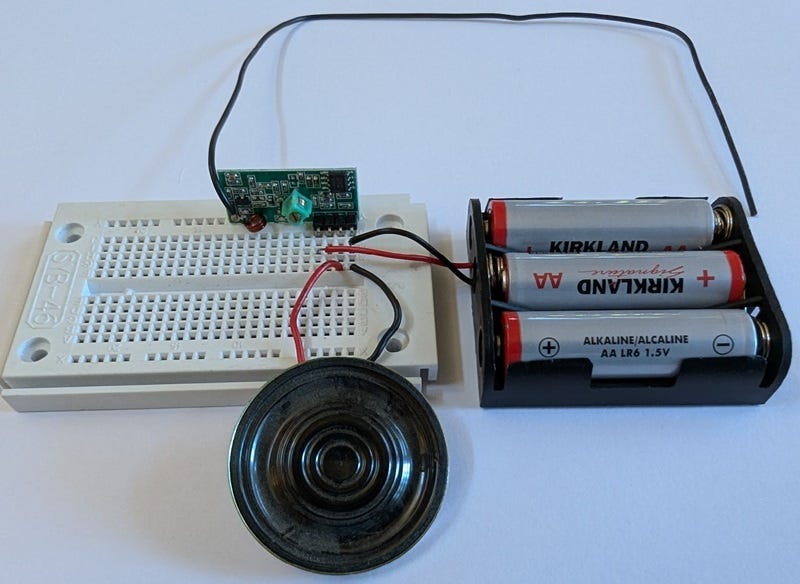 KIRKLAND AA
+
AA
KIRKLAND
Signature
+
ALKALINE/ALCALINE
AA LR6 1.5V
+
−
SYB-46